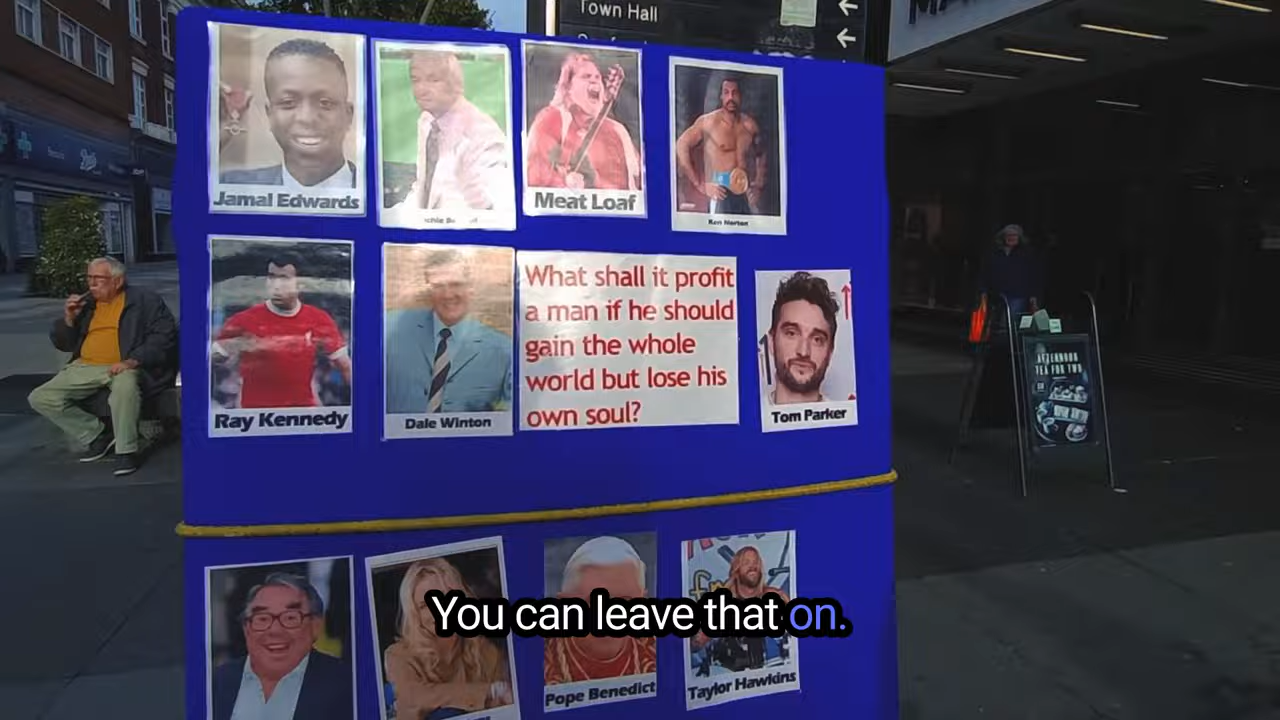 Town Hall
Jamal Edwards
Meat Loaf
Ken Norton
Ray Kennedy
Dale Winton
What shall it profit
a man if he should
gain the whole
world but lose his
own soul?
Tom Parker
AFTERNOON
TEA FOR TWO
Boots
You can leave that on.
Pope Benedict
Taylor Hawkins